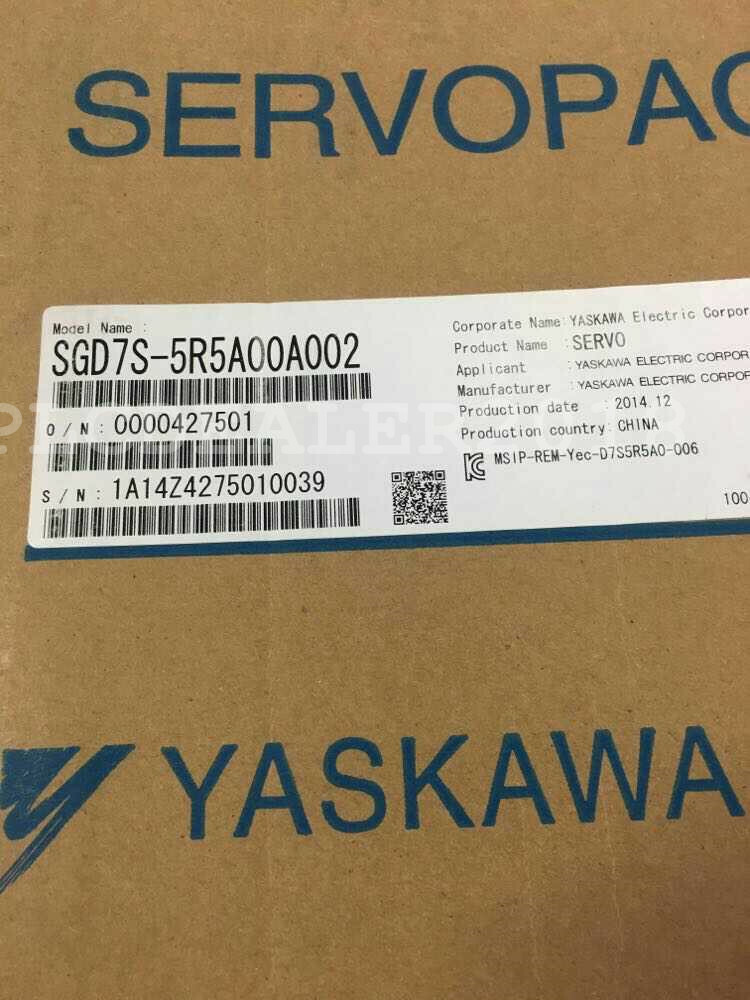 SERVOPAC
Model Name :
SGD7S-5R5A00A002
O/N: 0000427501
S/N: 1A14Z4275010039
Corporate Name: YASKAWA Electric Corpor
Product Name : SERVO
Applicant : YASKAWA ELECTRIC CORPOR
Manufacturer : YASKAWA ELECTRIC CORPOR
Production date : 2014.12
Production country: CHINA
MSIP-REM-Yec-D7S5R5A0-006
100
YASKAWA